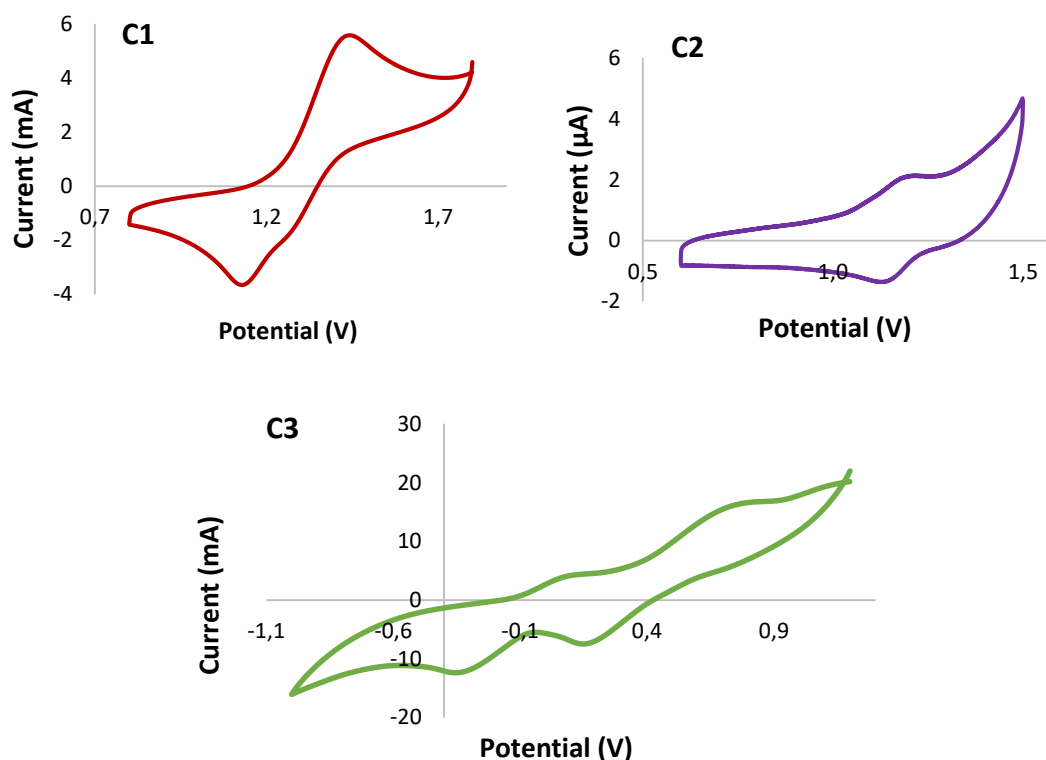 C1
6
4
2
0
-2
-4
0,7 1,2 1,7
Current (mA)
Potential (V)
C2
6
4
2
0
-2
0,5 1,0 1,5
Current (µA)
Potential (V)
C3
30
20
10
0
-10
-20
-1,1 -0,6 -0,1 0,4 0,9
Current (mA)
Potential (V)